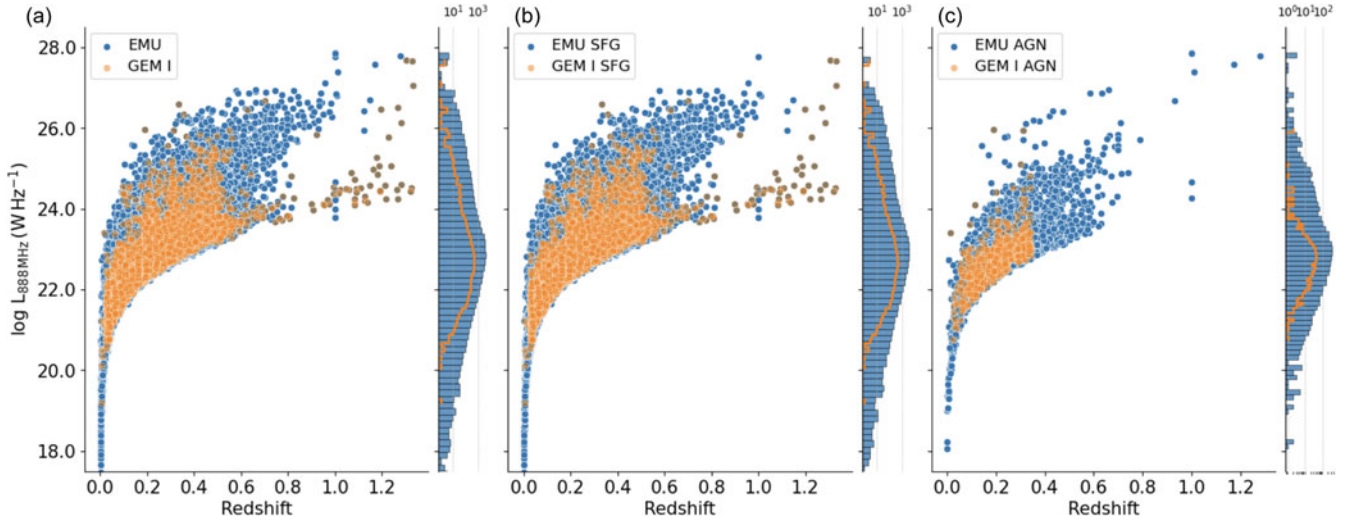 (a)
10¹ 10³
(b)
10¹ 10³
(c)
10⁰10¹10²
28.0
26.0
24.0
22.0
20.0
18.0
log L₈₈₈MHz (W Hz⁻¹)
EMU
GEM I
EMU SFG
GEM I SFG
EMU AGN
GEM I AGN
0.0 0.2 0.4 0.6 0.8 1.0 1.2
0.0 0.2 0.4 0.6 0.8 1.0 1.2
0.0 0.2 0.4 0.6 0.8 1.0 1.2
Redshift
Redshift
Redshift